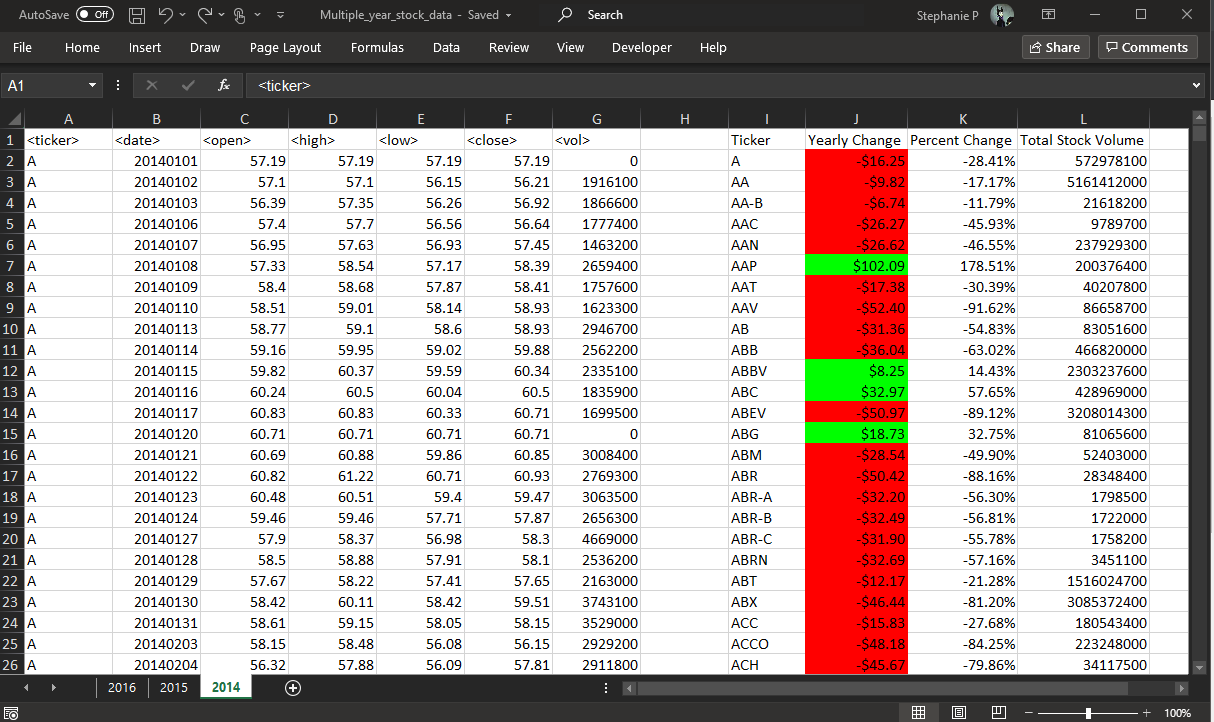 AutoSave Off Multiple_year_stock_data - Saved Search Stephanie P
File Home Insert Draw Page Layout Formulas Data Review View Developer Help Share Comments
A1 fx <ticker>
A B C D E F G H I J K L
1 <ticker> <date> <open> <high> <low> <close> <vol> Ticker Yearly Change Percent Change Total Stock Volume
2 A 20140101 57.19 57.19 57.19 57.19 0 A -$16.25 -28.41% 572978100
3 A 20140102 57.1 57.1 56.15 56.21 1916100 AA -$9.82 -17.17% 5161412000
4 A 20140103 56.39 57.35 56.26 56.92 1866600 AA-B -$6.74 -11.79% 21618200
5 A 20140106 57.4 57.7 56.56 56.64 1777400 AAC -$26.27 -45.93% 9789700
6 A 20140107 56.95 57.63 56.93 57.45 1463200 AAN -$26.62 -46.55% 237929300
7 A 20140108 57.33 58.54 57.17 58.39 2659400 AAP $102.09 178.51% 200376400
8 A 20140109 58.4 58.68 57.87 58.41 1757600 AAT -$17.38 -30.39% 40207800
9 A 20140110 58.51 59.01 58.14 58.93 1623300 AAV -$52.40 -91.62% 86658700
10 A 20140113 58.77 59.1 58.6 58.93 2946700 AB -$31.36 -54.83% 83051600
11 A 20140114 59.16 59.95 59.02 59.88 2562200 ABB -$36.04 -63.02% 466820000
12 A 20140115 59.82 60.37 59.59 60.34 2335100 ABBV $8.25 14.43% 2303237600
13 A 20140116 60.24 60.5 60.04 60.5 1835900 ABC $32.97 57.65% 428969000
14 A 20140117 60.83 60.83 60.33 60.71 1699500 ABEV -$50.97 -89.12% 3208014300
15 A 20140120 60.71 60.71 60.71 60.71 0 ABG $18.73 32.75% 81065600
16 A 20140121 60.69 60.88 59.86 60.85 3008400 ABM -$28.54 -49.90% 52403000
17 A 20140122 60.82 61.22 60.71 60.93 2769300 ABR -$50.42 -88.16% 28348400
18 A 20140123 60.48 60.51 59.4 59.47 3063500 ABR-A -$32.20 -56.30% 1798500
19 A 20140124 59.46 59.46 57.71 57.87 2656300 ABR-B -$32.49 -56.81% 1722000
20 A 20140127 57.9 58.37 56.98 58.3 4669000 ABR-C -$31.90 -55.78% 1758200
21 A 20140128 58.5 58.88 57.91 58.1 2536200 ABRN -$32.69 -57.16% 3451100
22 A 20140129 57.67 58.22 57.41 57.65 2163000 ABT -$12.17 -21.28% 1516024700
23 A 20140130 58.42 60.11 58.42 59.51 3743100 ABX -$46.44 -81.20% 3085372400
24 A 20140131 58.61 59.15 58.05 58.15 3529000 ACC -$15.83 -27.68% 180543400
25 A 20140203 58.15 58.48 56.08 56.15 2929200 ACCO -$48.18 -84.25% 223248000
26 A 20140204 56.32 57.88 56.09 57.81 2911800 ACH -$45.67 -79.86% 34117500
2016 2015 2014
100%